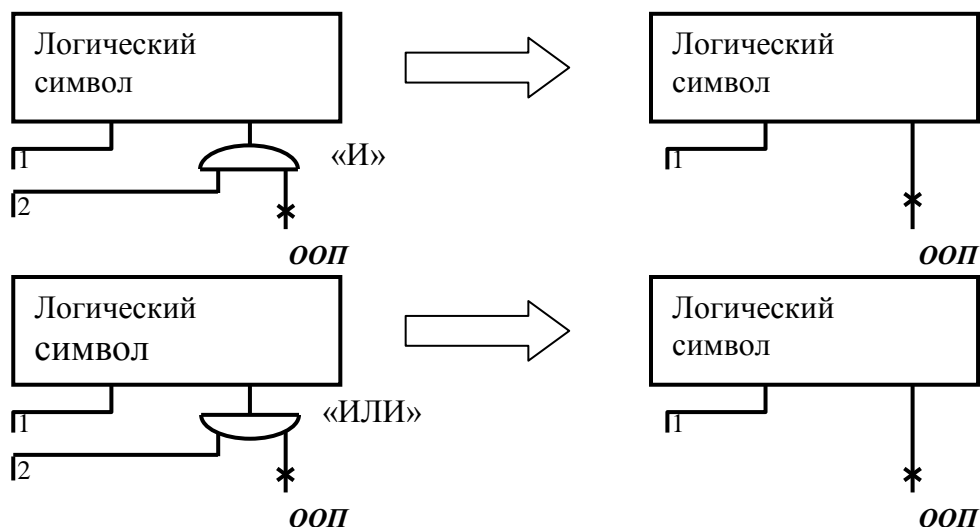 Логический
символ
Логический
символ
1
«И»
1
2
ООП
ООП
Логический
символ
Логический
символ
1
«ИЛИ»
1
2
ООП
ООП